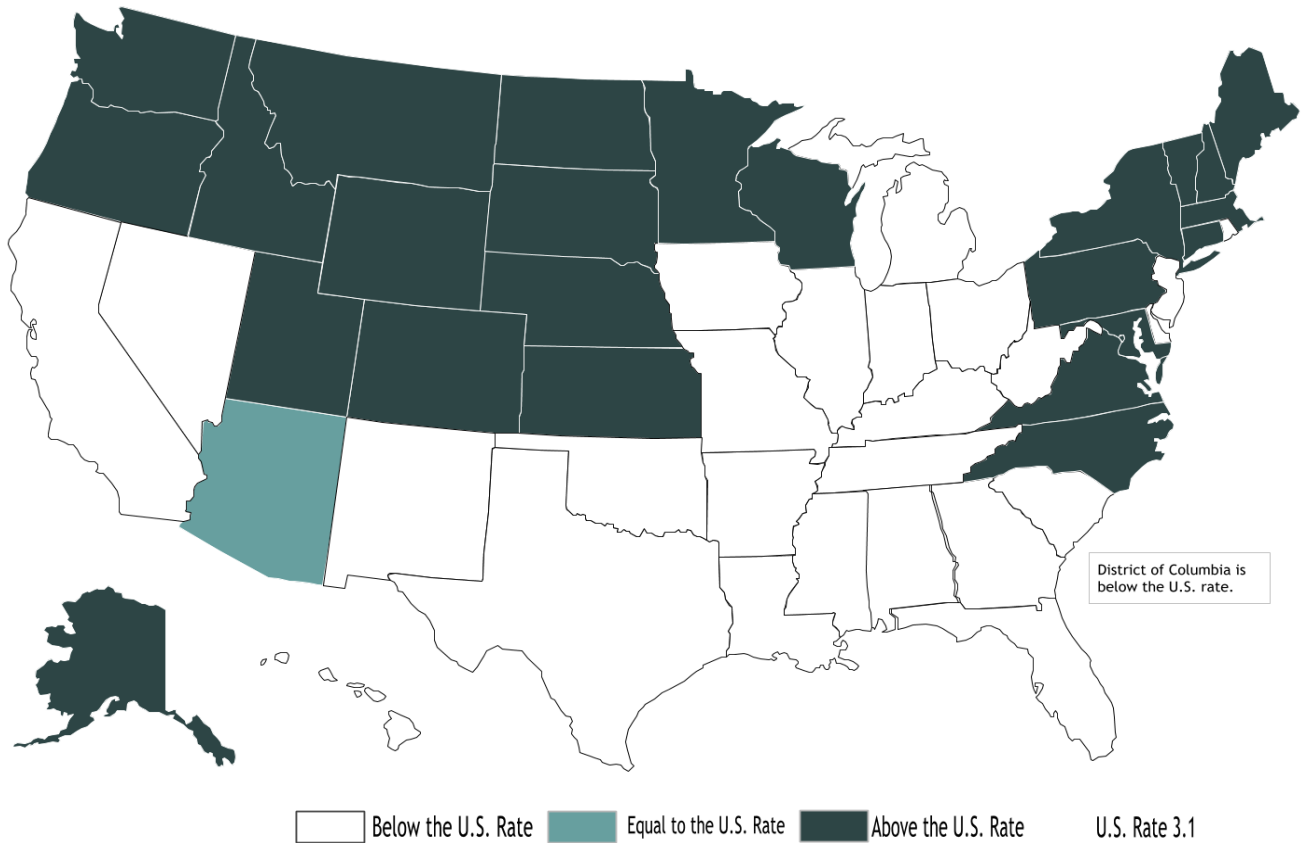 District of Columbia is
below the U.S. rate.
Below the U.S. Rate
Equal to the U.S. Rate
Above the U.S. Rate
U.S. Rate 3.1